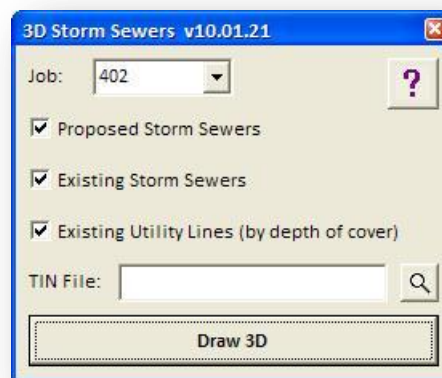 3D Storm Sewers v10.01.21
Job: 402
?
Proposed Storm Sewers
Existing Storm Sewers
Existing Utility Lines (by depth of cover)
TIN File:
Draw 3D